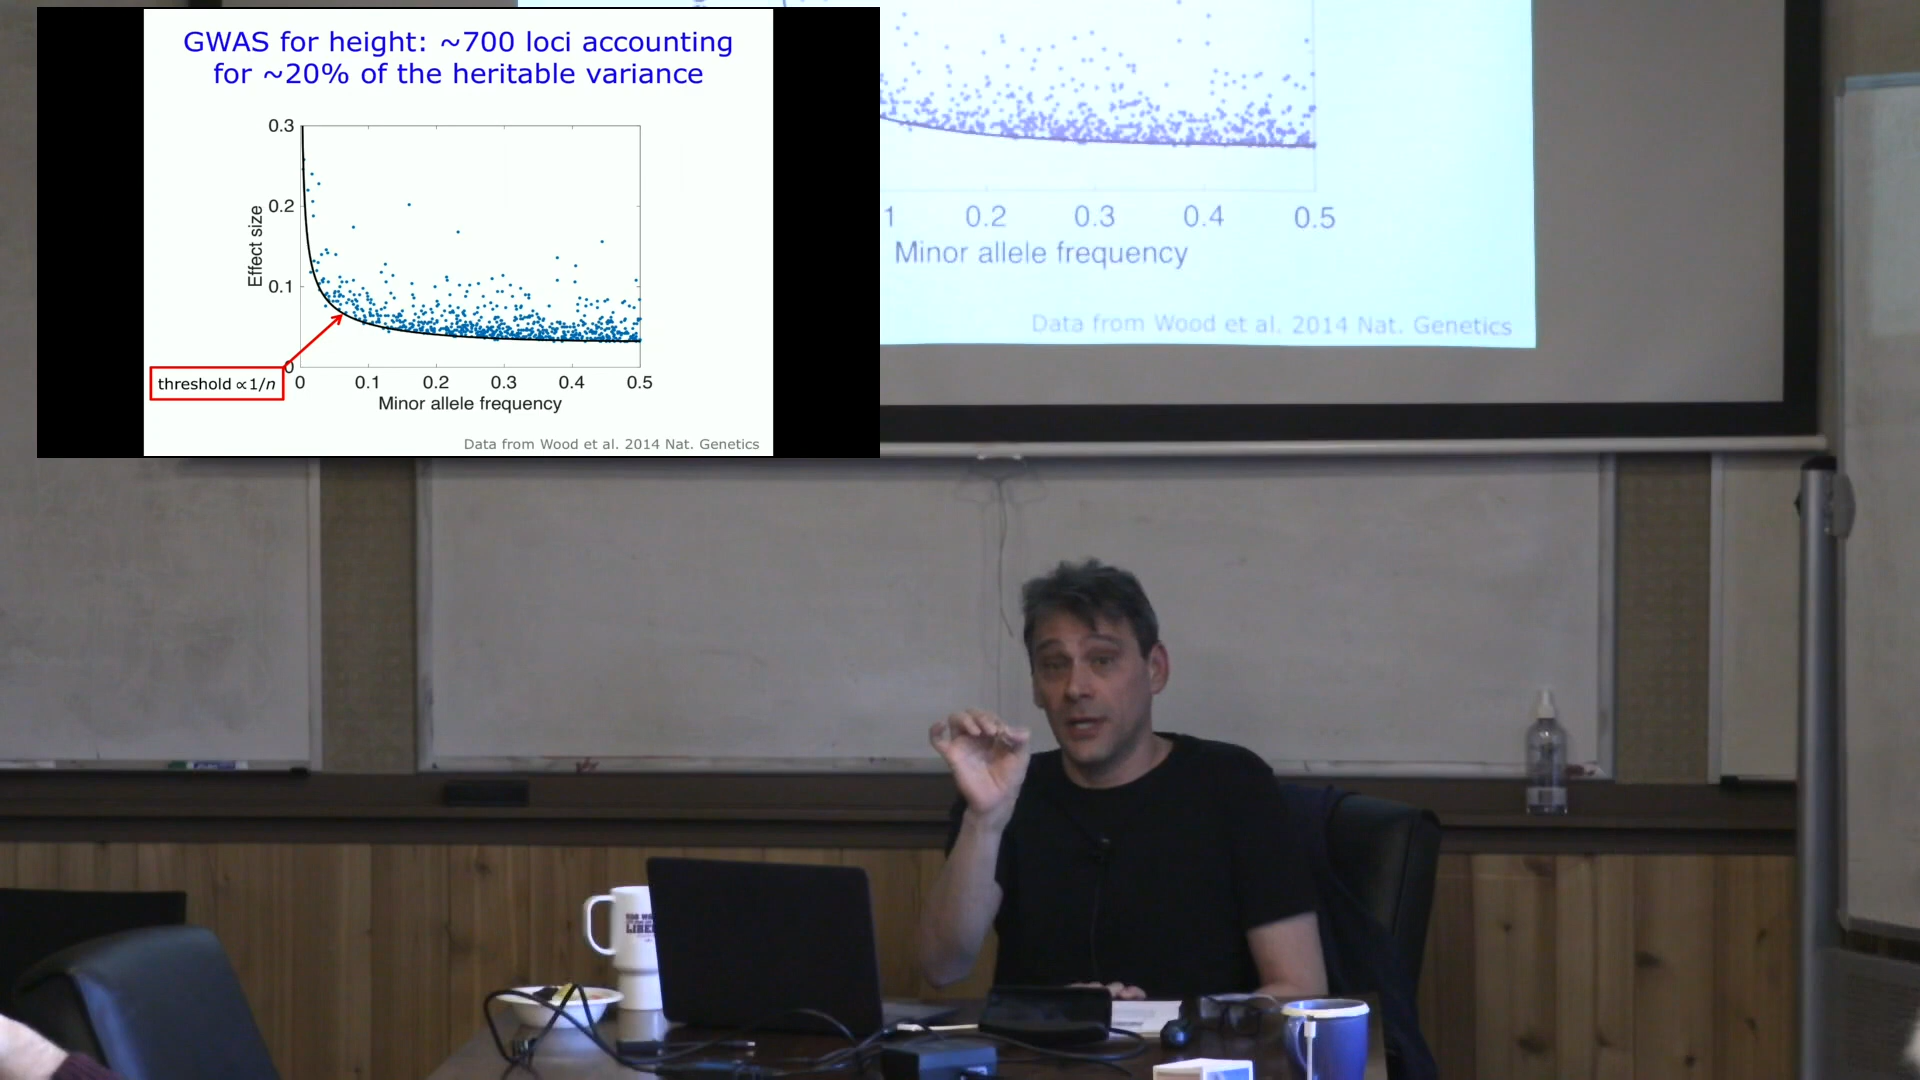 GWAS for height: ~700 loci accounting
for ~20% of the heritable variance
0.3
0.2
0.1
0
Effect size
threshold ∝1/n
0 0.1 0.2 0.3 0.4 0.5
Minor allele frequency
Data from Wood et al. 2014 Nat. Genetics
1 0.2 0.3 0.4 0.5
Minor allele frequency
Data from Wood et al. 2014 Nat. Genetics